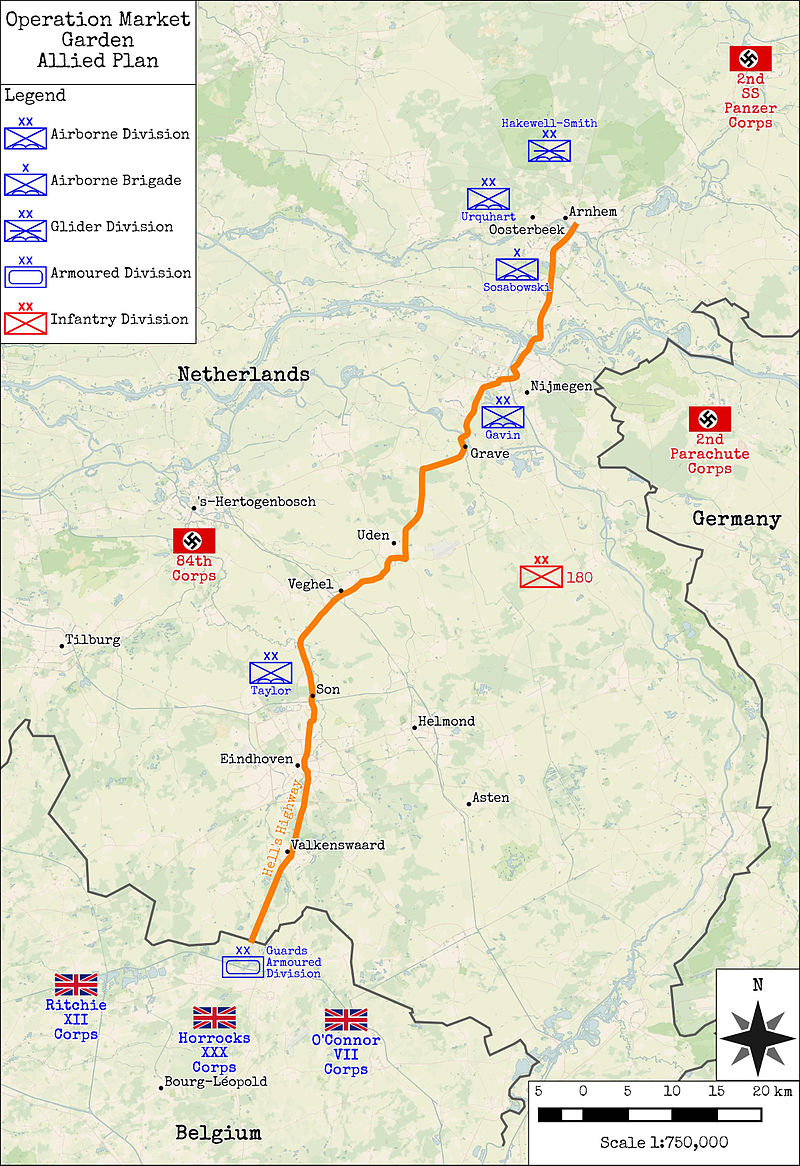 Operation Market
Garden
Allied Plan
Legend
XX
Airborne Division
X
Airborne Brigade
XX
Glider Division
XX
Armoured Division
XX
Infantry Division
2nd
SS
Panzer
Corps
Hakewell-Smith
XX
XX
Urquhart
Arnhem
Oosterbeek
X
Sosabowski
Netherlands
Nijmegen
XX
Gavin
Grave
2nd
Parachute
Corps
's-Hertogenbosch
Germany
84th
Corps
Uden
XX
180
Veghel
Tilburg
XX
Taylor
Son
Helmond
Eindhoven
Asten
Hell's Highway
Valkenswaard
XX
Guards
Armoured
Division
Ritchie
XII
Corps
Horrocks
XXX
Corps
O'Connor
VII
Corps
Bourg-Léopold
Belgium
N
5 0 5 10 15 20 km
Scale 1:750,000